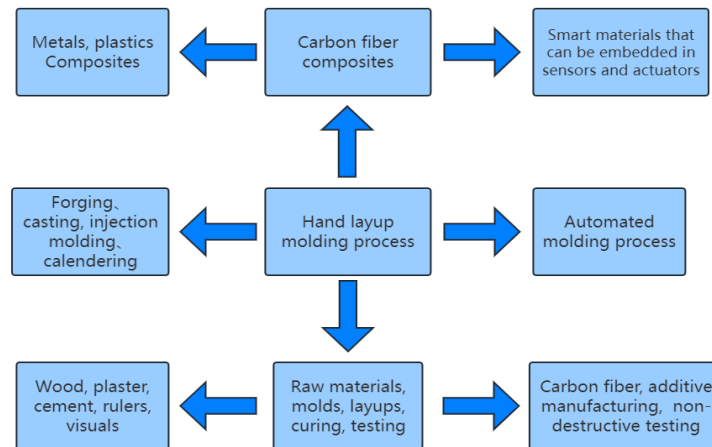 Metals, plastics
Composites
Carbon fiber
composites
Smart materials that
can be embedded in
sensors and actuators
Forging、
casting, injection
molding、
calendering
Hand layup
molding process
Automated
molding process
Wood, plaster,
cement, rulers,
visuals
Raw materials,
molds, layups,
curing, testing
Carbon fiber, additive
manufacturing, non-
destructive testing